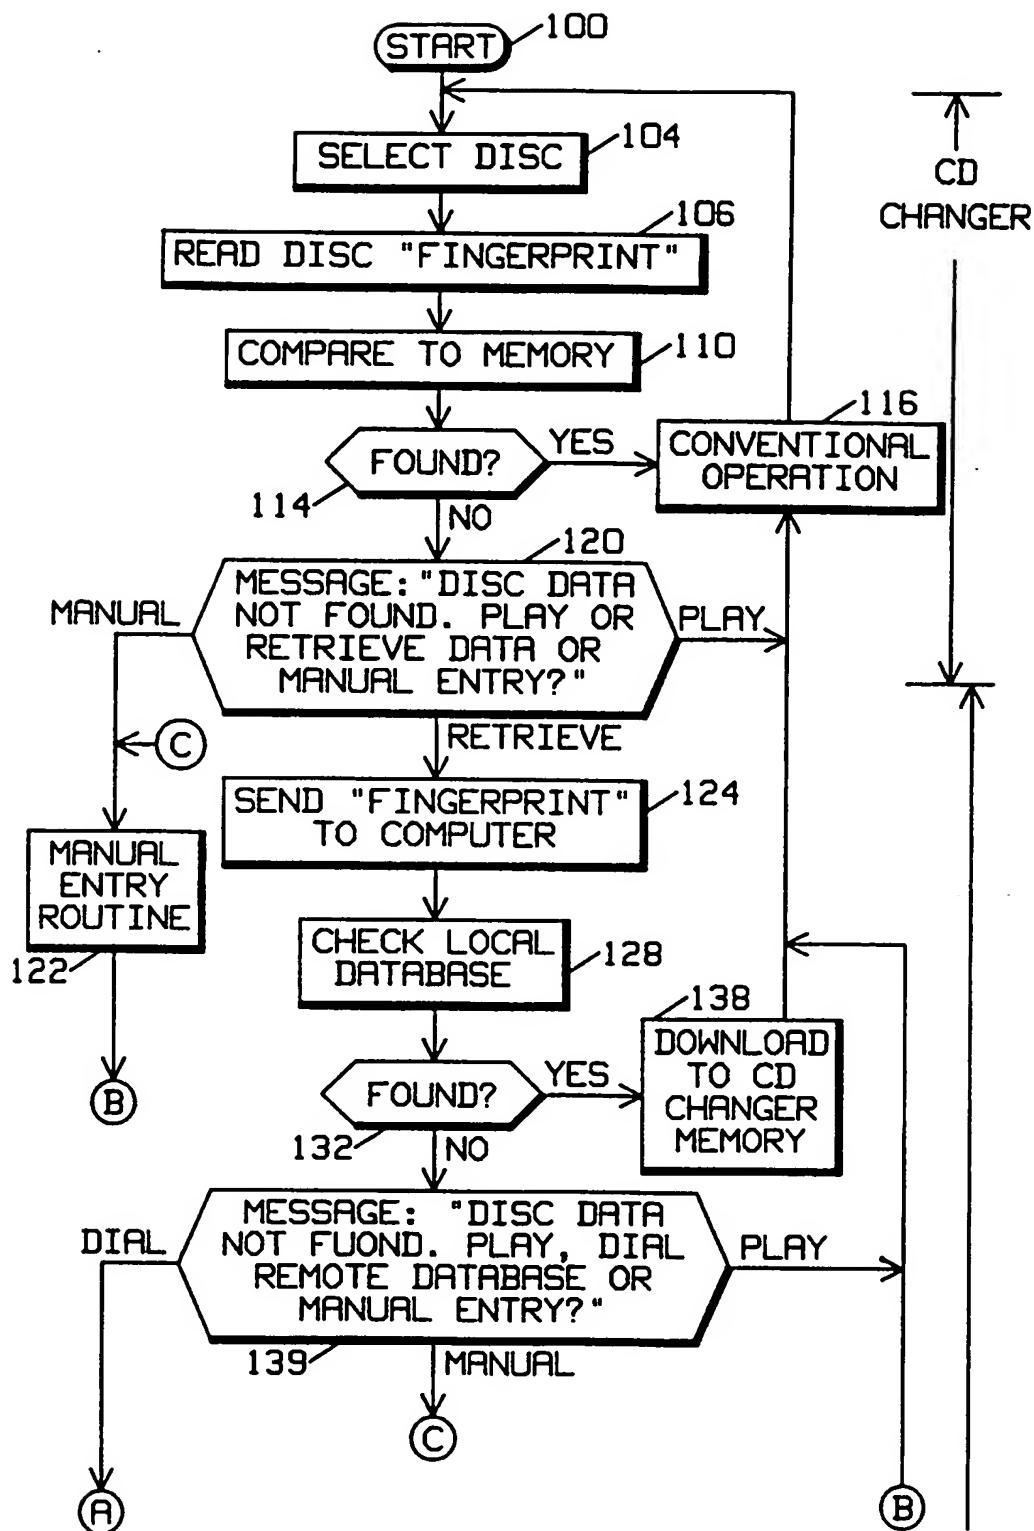 START
100
SELECT DISC
104
CD
CHANGER
106
READ DISC "FINGERPRINT"
COMPARE TO MEMORY
110
116
FOUND?
YES
CONVENTIONAL
OPERATION
114
NO
120
MESSAGE: "DISC DATA
NOT FOUND. PLAY OR
RETRIEVE DATA OR
MANUAL ENTRY?"
MANUAL
PLAY
RETRIEVE
C
SEND "FINGERPRINT"
TO COMPUTER
124
MANUAL
ENTRY
ROUTINE
122
CHECK LOCAL
DATABASE
128
138
DOWNLOAD
TO CD
CHANGER
MEMORY
B
FOUND?
YES
132
NO
MESSAGE: "DISC DATA
NOT FUOND. PLAY, DIAL
REMOTE DATABASE OR
MANUAL ENTRY?"
DIAL
PLAY
139
MANUAL
C
A
B